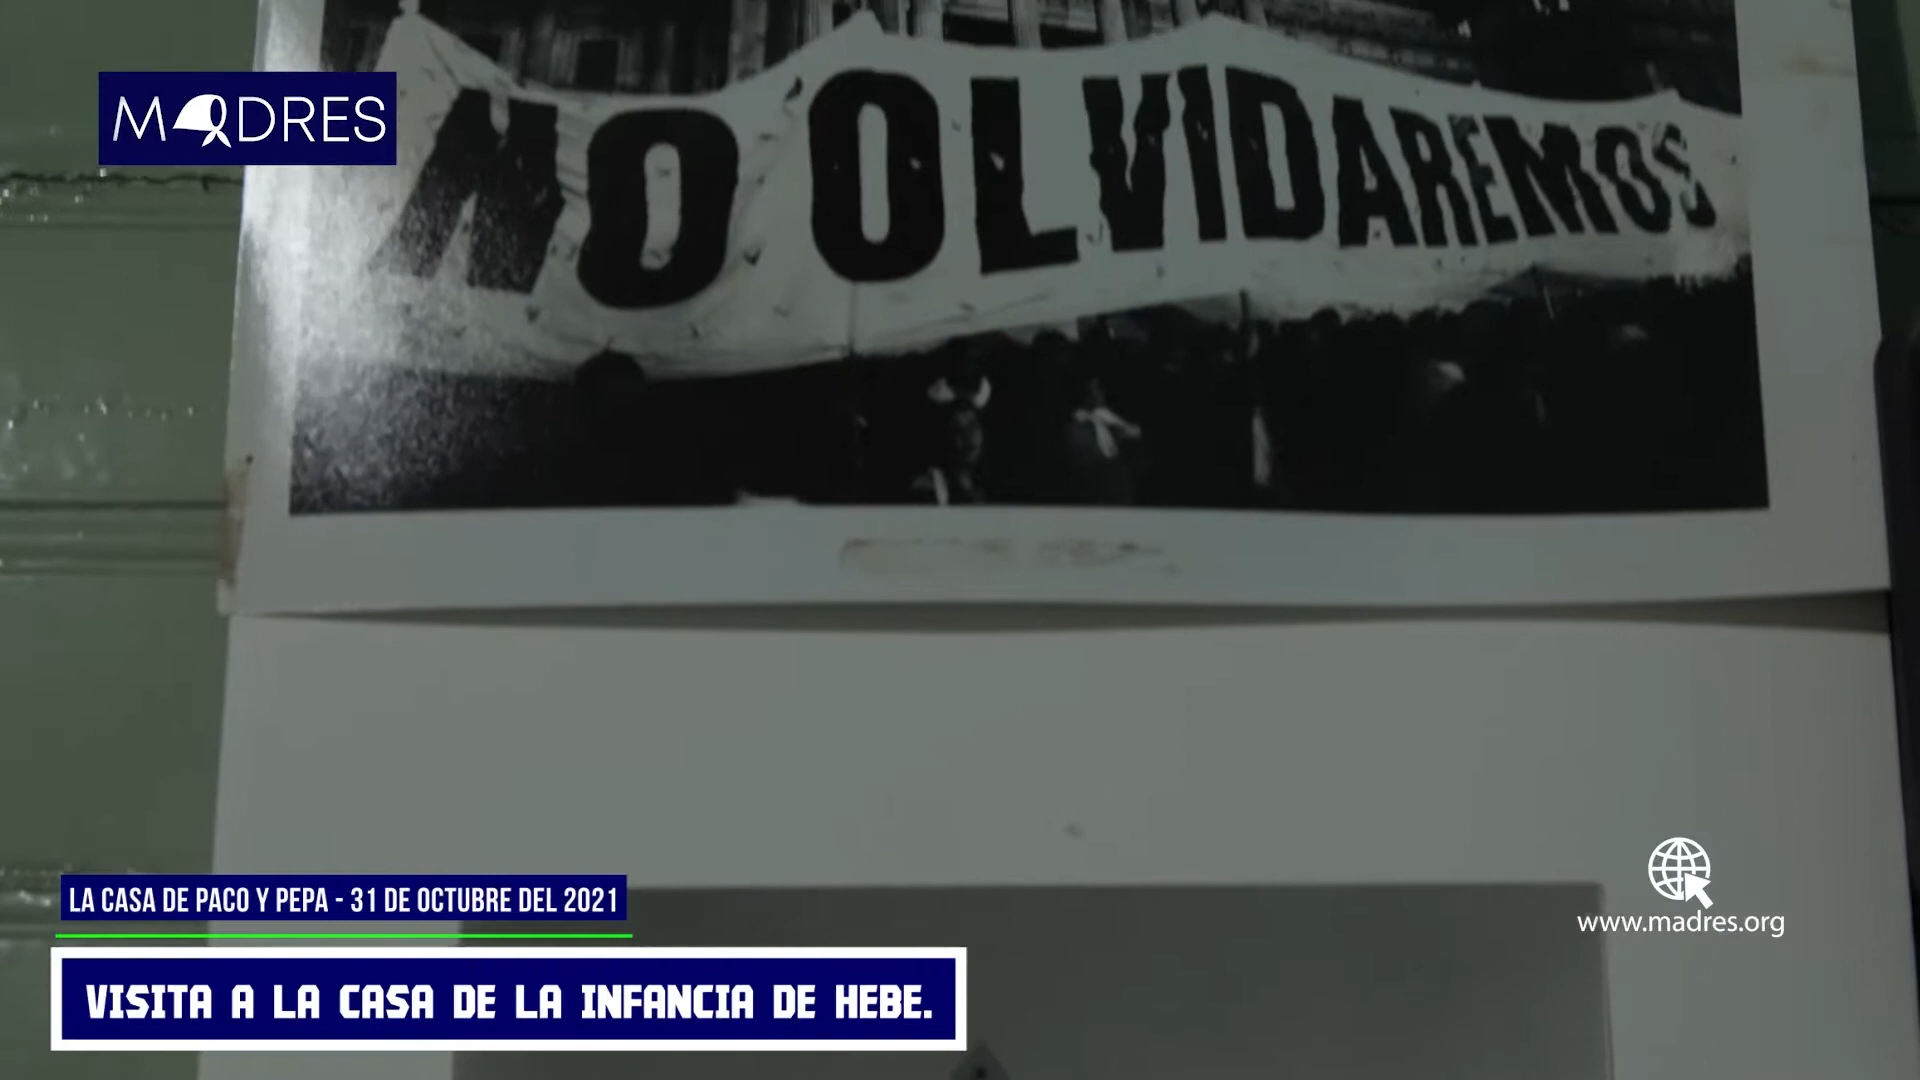 NO OLVIDAREMOS
MADRES
LA CASA DE PACO Y PEPA - 31 DE OCTUBRE DEL 2021
www.madres.org
VISITA A LA CASA DE LA INFANCIA DE HEBE.